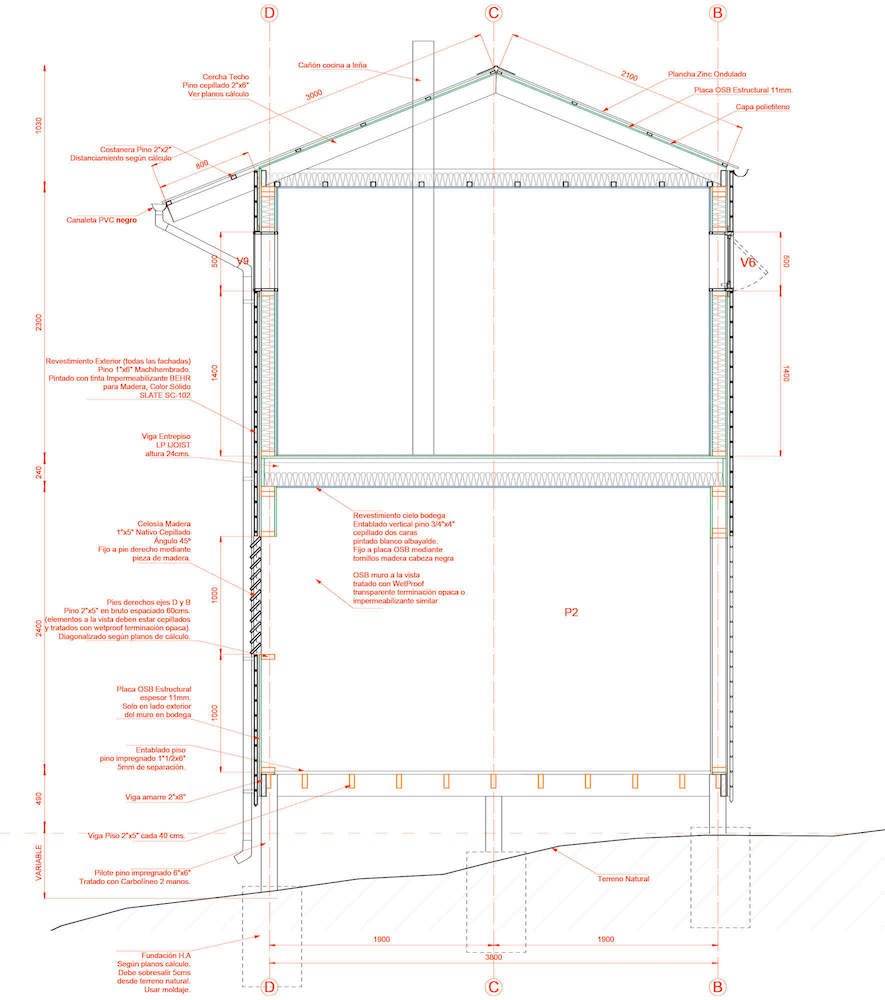 D
C
B
Cañón cocina a leña
Cercha Techo
Pino cepillado 2"x6"
Ver planos cálculo
3000
2100
Plancha Zinc Ondulado
Placa OSB Estructural 11mm.
Capa polietileno
1030
Costanera Pino 2"x2"
Distanciamiento según cálculo
800
Canaleta PVC negro
500
V9
V6
500
2300
1400
1400
Revestimiento Exterior (todas las fachadas)
Pino 1"x6" Machihembrado.
Pintado con tinta Impermeabilizante BEHR
para Madera, Color Sólido
SLATE SC-102
Viga Entrepiso
LP IJOIST
altura 24cms.
240
Revestimiento cielo bodega
Entablado vertical pino 3/4"x4"
cepillado dos caras
pintado blanco albayalde.
Fijo a placa OSB mediante
tornillos madera cabeza negra
OSB muro a la vista
tratado con WetProof
transparente terminación opaca o
impermeabilizante similar
Celosía Madera
1"x5" Nativo Cepillado
Ángulo 45º
Fijo a pie derecho mediante
pieza de madera.
1000
P2
Pies derechos ejes D y B
Pino 2"x5" en bruto espaciado 60cms.
(elementos a la vista deben estar cepillados
y tratados con wetproof terminación opaca).
Diagonalizado según planos de cálculo.
2400
Placa OSB Estructural
espesor 11mm.
Solo en lado exterior
del muro en bodega
1000
Entablado piso
pino impregnado 1"1/2x6"
5mm de separación.
490
Viga amarre 2"x8"
Viga Piso 2"x5" cada 40 cms.
VARIABLE
Pilote pino impregnado 6"x6"
Tratado con Carbolíneo 2 manos.
Terreno Natural
1900
1900
3800
Fundación H.A
Según planos cálculo.
Debe sobresalir 5cms
desde terreno natural.
Usar moldaje.
D
C
B